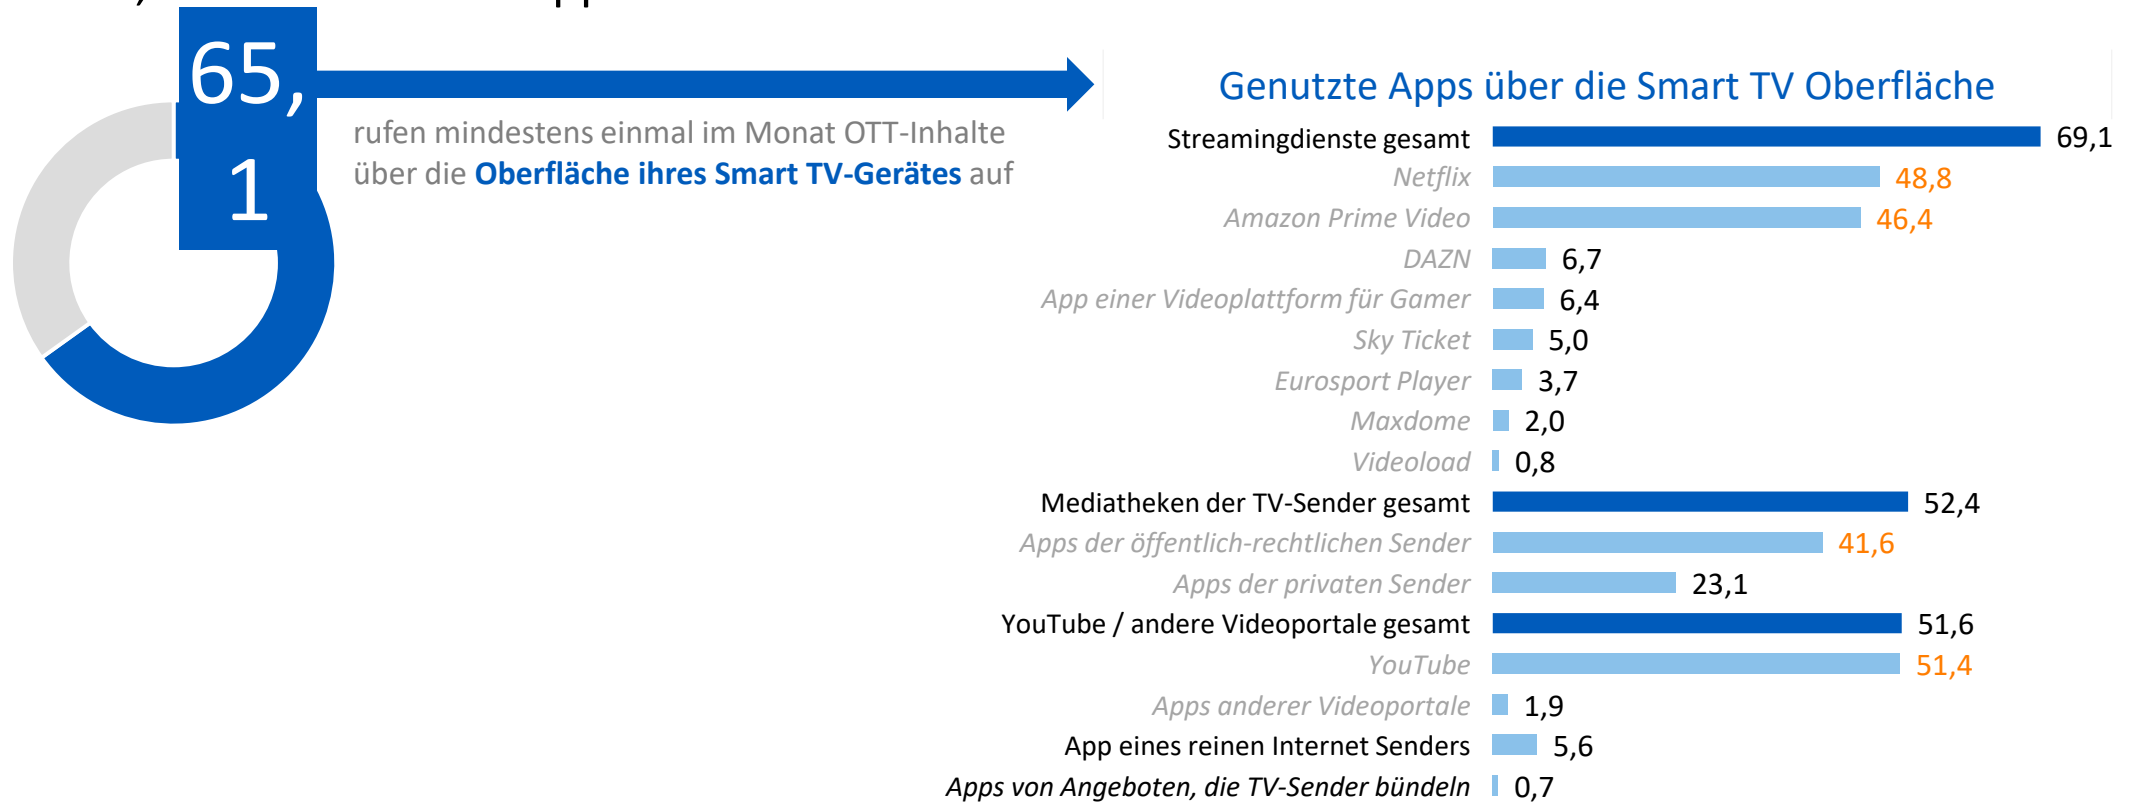 65,
1
rufen mindestens einmal im Monat OTT-Inhalte
über die Oberfläche ihres Smart TV-Gerätes auf
Genutzte Apps über die Smart TV Oberfläche
Streamingdienste gesamt 69,1
Netflix 48,8
Amazon Prime Video 46,4
DAZN 6,7
App einer Videoplattform für Gamer 6,4
Sky Ticket 5,0
Eurosport Player 3,7
Maxdome 2,0
Videoload 0,8
Mediatheken der TV-Sender gesamt 52,4
Apps der öffentlich-rechtlichen Sender 41,6
Apps der privaten Sender 23,1
YouTube / andere Videoportale gesamt 51,6
YouTube 51,4
Apps anderer Videoportale 1,9
App eines reinen Internet Senders 5,6
Apps von Angeboten, die TV-Sender bündeln 0,7